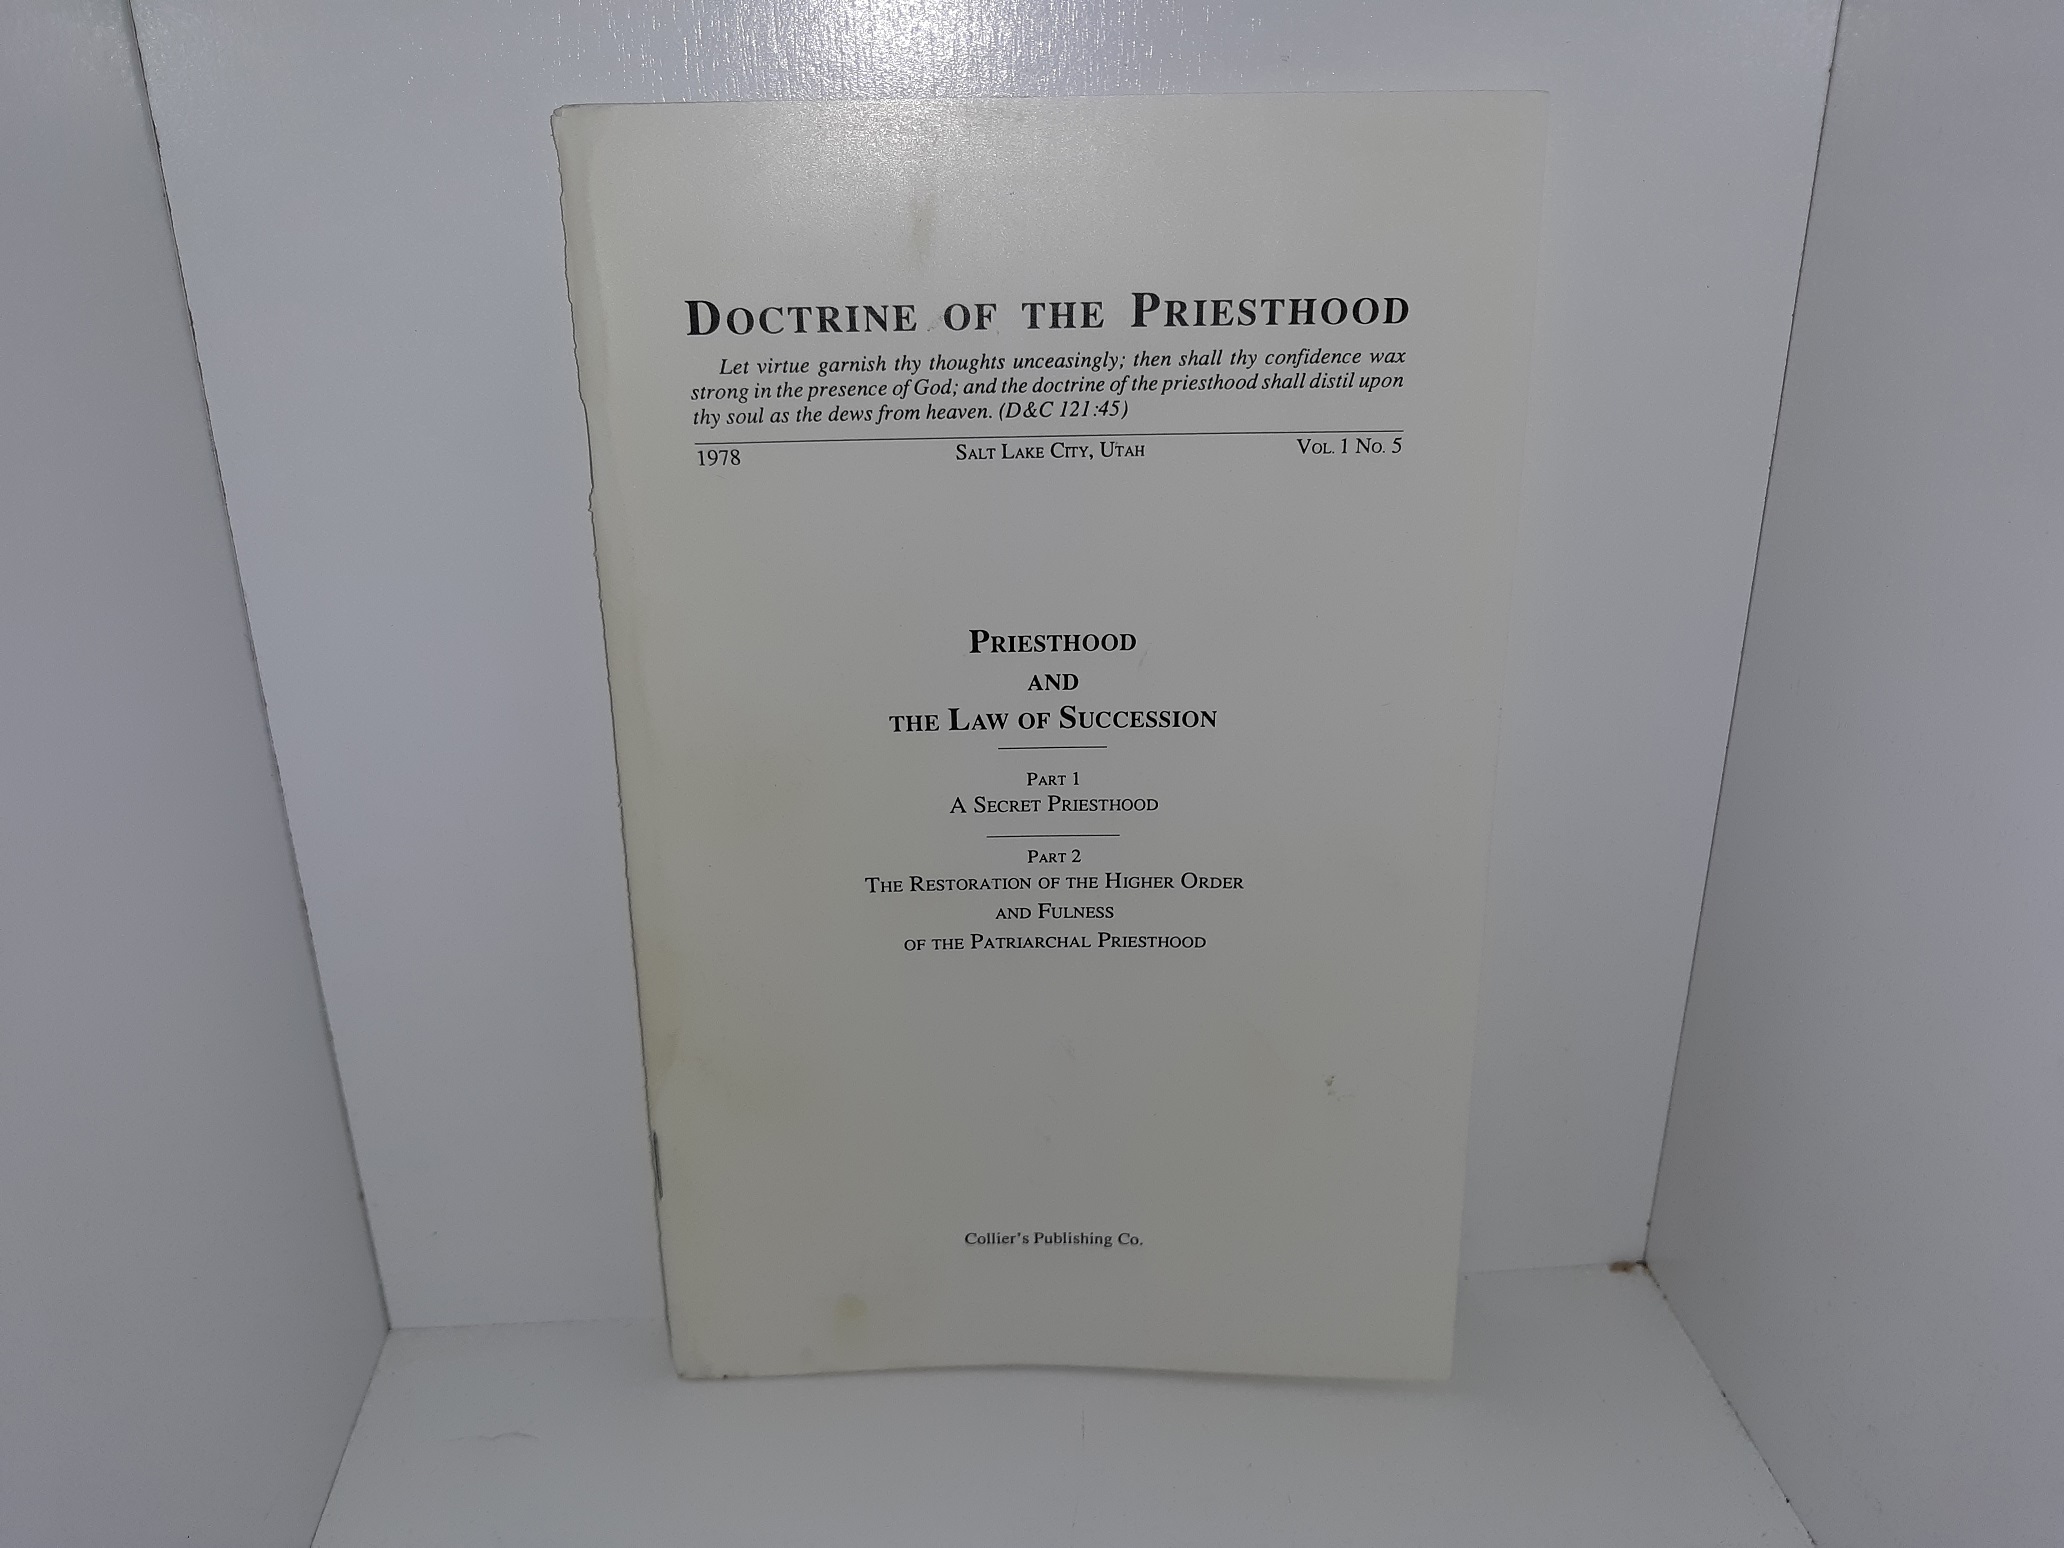 DOCTRINE OF THE PRIESTHOOD
Let virtue garnish thy thoughts unceasingly; then shall thy confidence wax
strong in the presence of God; and the doctrine of the priesthood shall distil upon
thy soul as the dews from heaven. (D&C 121:45)
1978 SALT LAKE CITY, UTAH VOL. 1 NO. 5
PRIESTHOOD
AND
THE LAW OF SUCCESSION
PART 1
A SECRET PRIESTHOOD
PART 2
THE RESTORATION OF THE HIGHER ORDER
AND FULNESS
OF THE PATRIARCHAL PRIESTHOOD
Collier's Publishing Co.